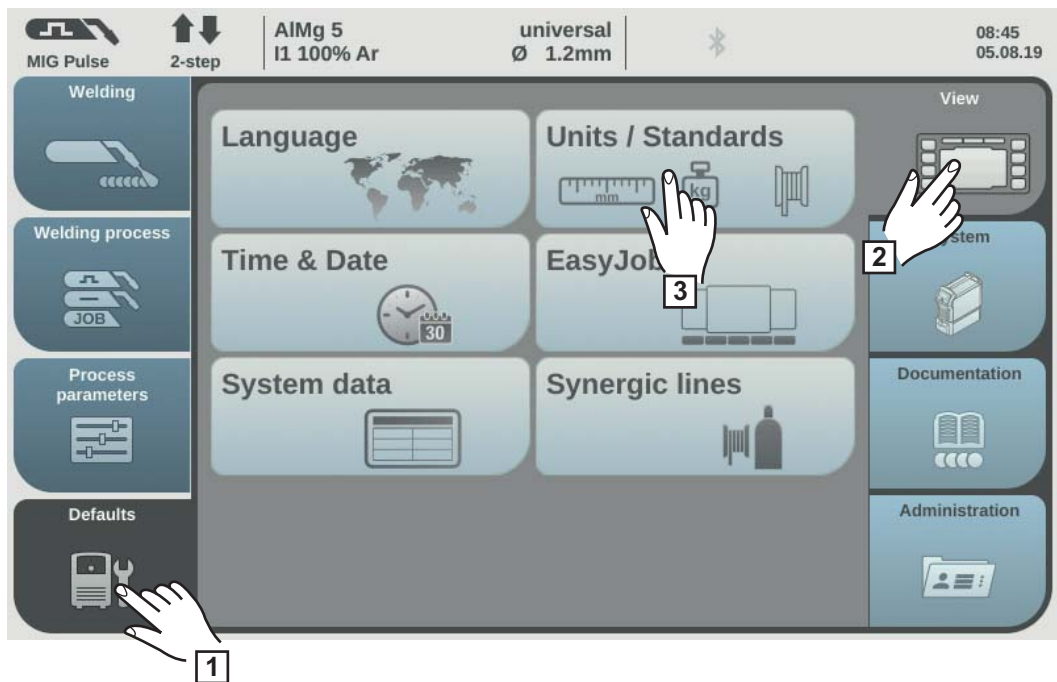 MIG Pulse
2-step
AlMg 5
I1 100% Ar
universal
Ø 1.2mm
08:45
05.08.19
Welding
Welding process
JOB
Process
parameters
Defaults
Language
Units / Standards
mm
kg
Time & Date
30
EasyJob
System data
Synergic lines
View
System
Documentation
Administration
1
2
3